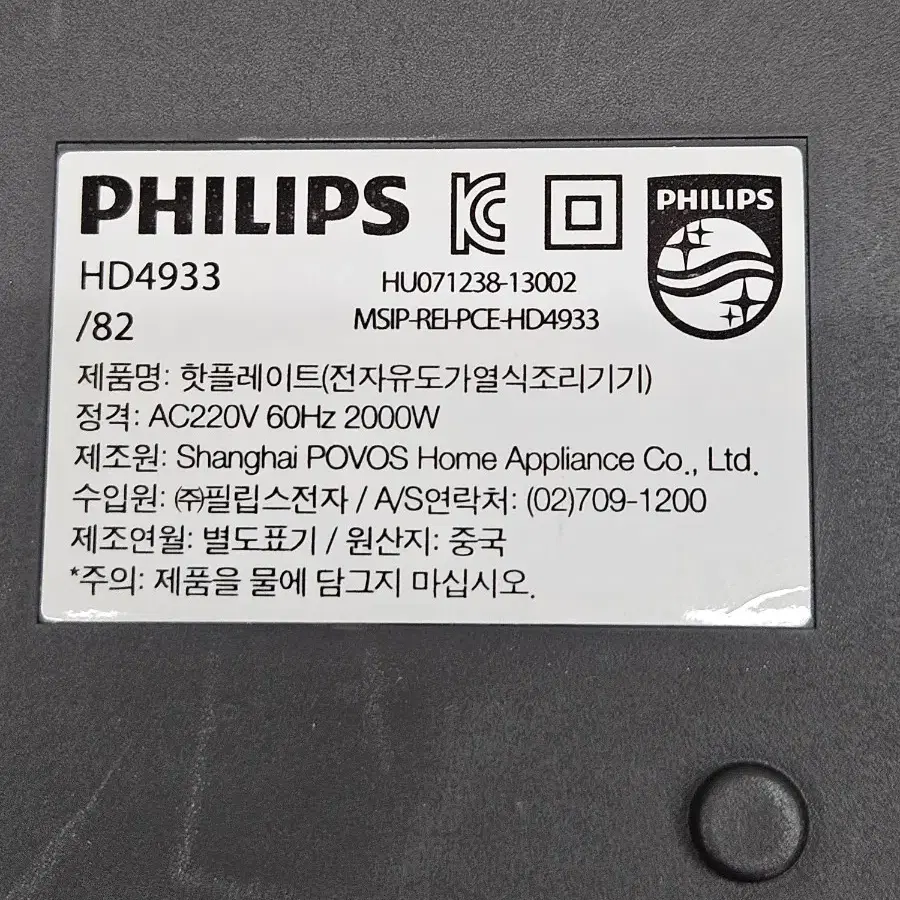 PHILIPS
PHILIPS
HD4933
/82
HU071238-13002
MSIP-REI-PCE-HD4933
제품명: 핫플레이트(전자유도가열식조리기기)
정격: AC220V 60Hz 2000W
제조원: Shanghai POVOS Home Appliance Co., Ltd.
수입원: ㈜필립스전자 / A/S연락처: (02)709-1200
제조연월: 별도표기 / 원산지: 중국
*주의: 제품을 물에 담그지 마십시오.